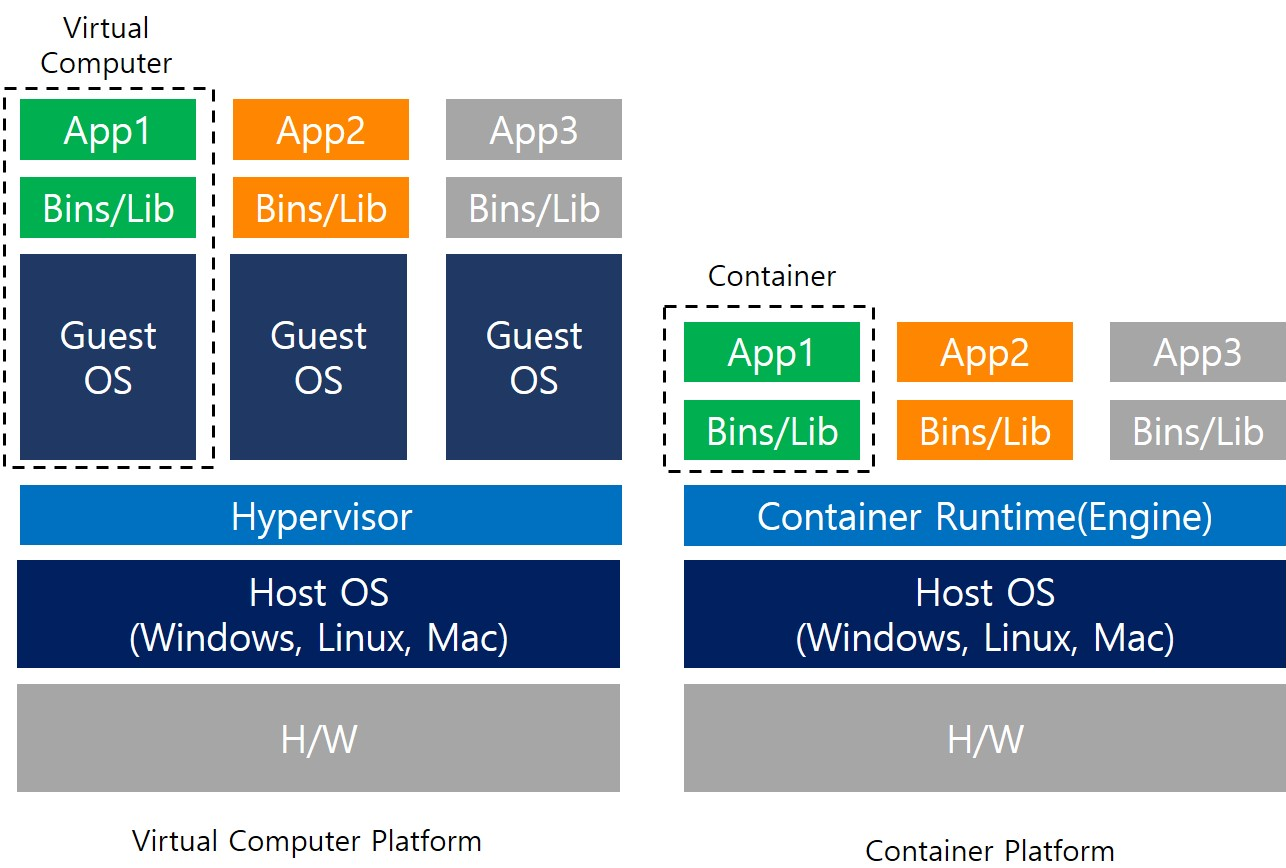 Virtual
Computer
App1
App2
App3
Bins/Lib
Bins/Lib
Bins/Lib
Guest
OS
Guest
OS
Guest
OS
Hypervisor
Host OS
(Windows, Linux, Mac)
H/W
Virtual Computer Platform
Container
App1
App2
App3
Bins/Lib
Bins/Lib
Bins/Lib
Container Runtime(Engine)
Host OS
(Windows, Linux, Mac)
H/W
Container Platform